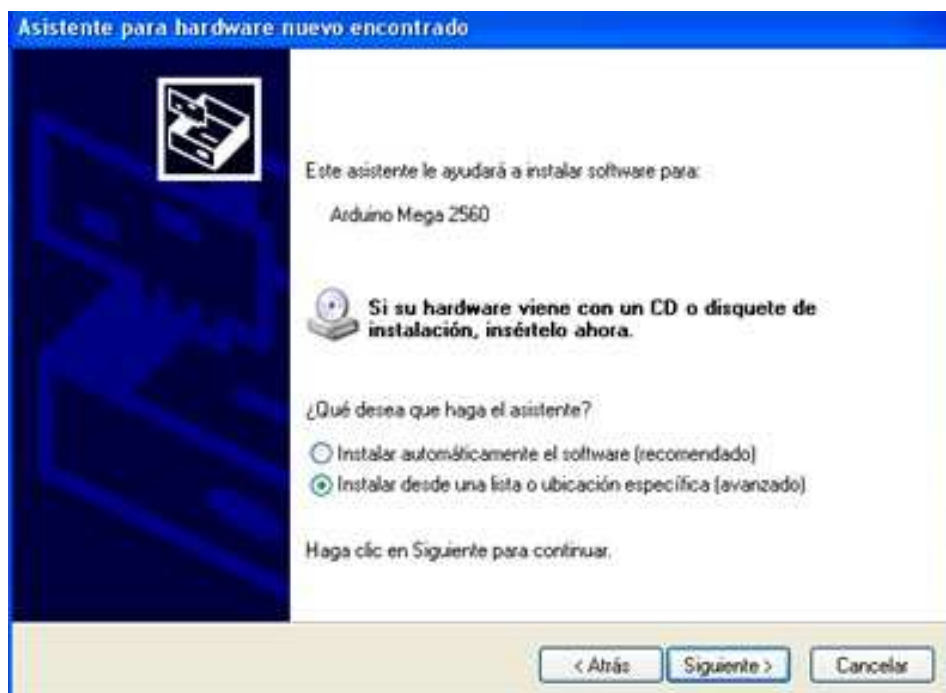 Asistente para hardware nuevo encontrado
Este asistente le ayudará a instalar software para:
Arduino Mega 2560
Si su hardware viene con un CD o disquete de
instalación, insértelo ahora.
¿Qué desea que haga el asistente?
Instalar automáticamente el software (recomendado)
Instalar desde una lista o ubicación específica (avanzado)
Haga clic en Siguiente para continuar.
< Atrás
Siguiente >
Cancelar